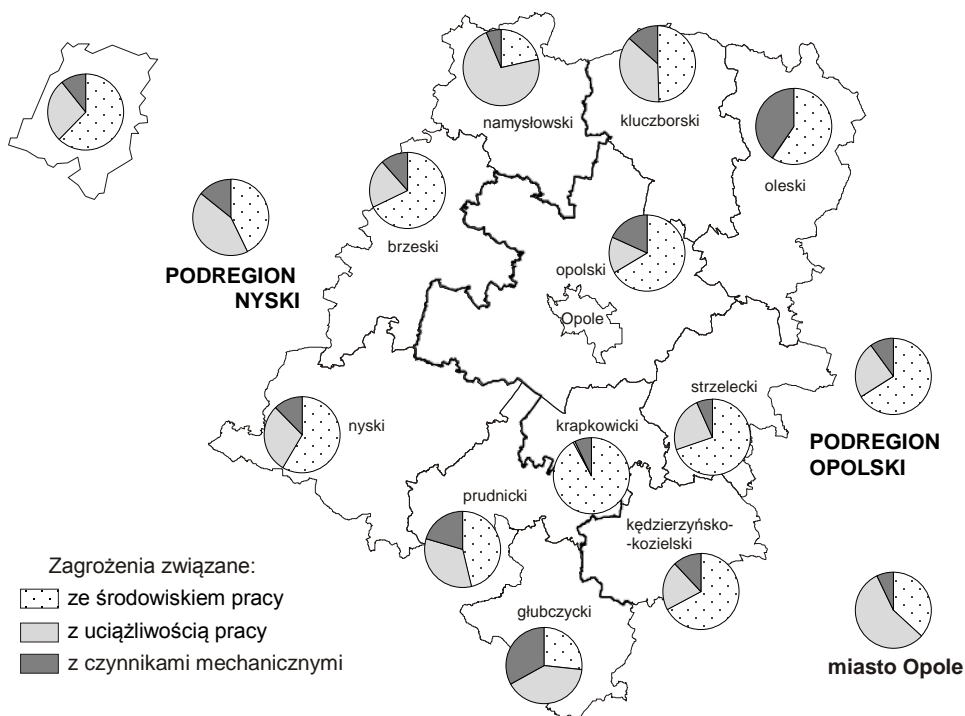 namysłowski
kluczborski
oleski
brzeski
PODREGION
NYSKI
opolski
Opole
strzelecki
nyski
krapkowicki
PODREGION
OPOLSKI
prudnicki
kędzierzyńsko-
-kozielski
Zagrożenia związane:
ze środowiskiem pracy
z uciążliwością pracy
z czynnikami mechanicznymi
głubczycki
miasto Opole